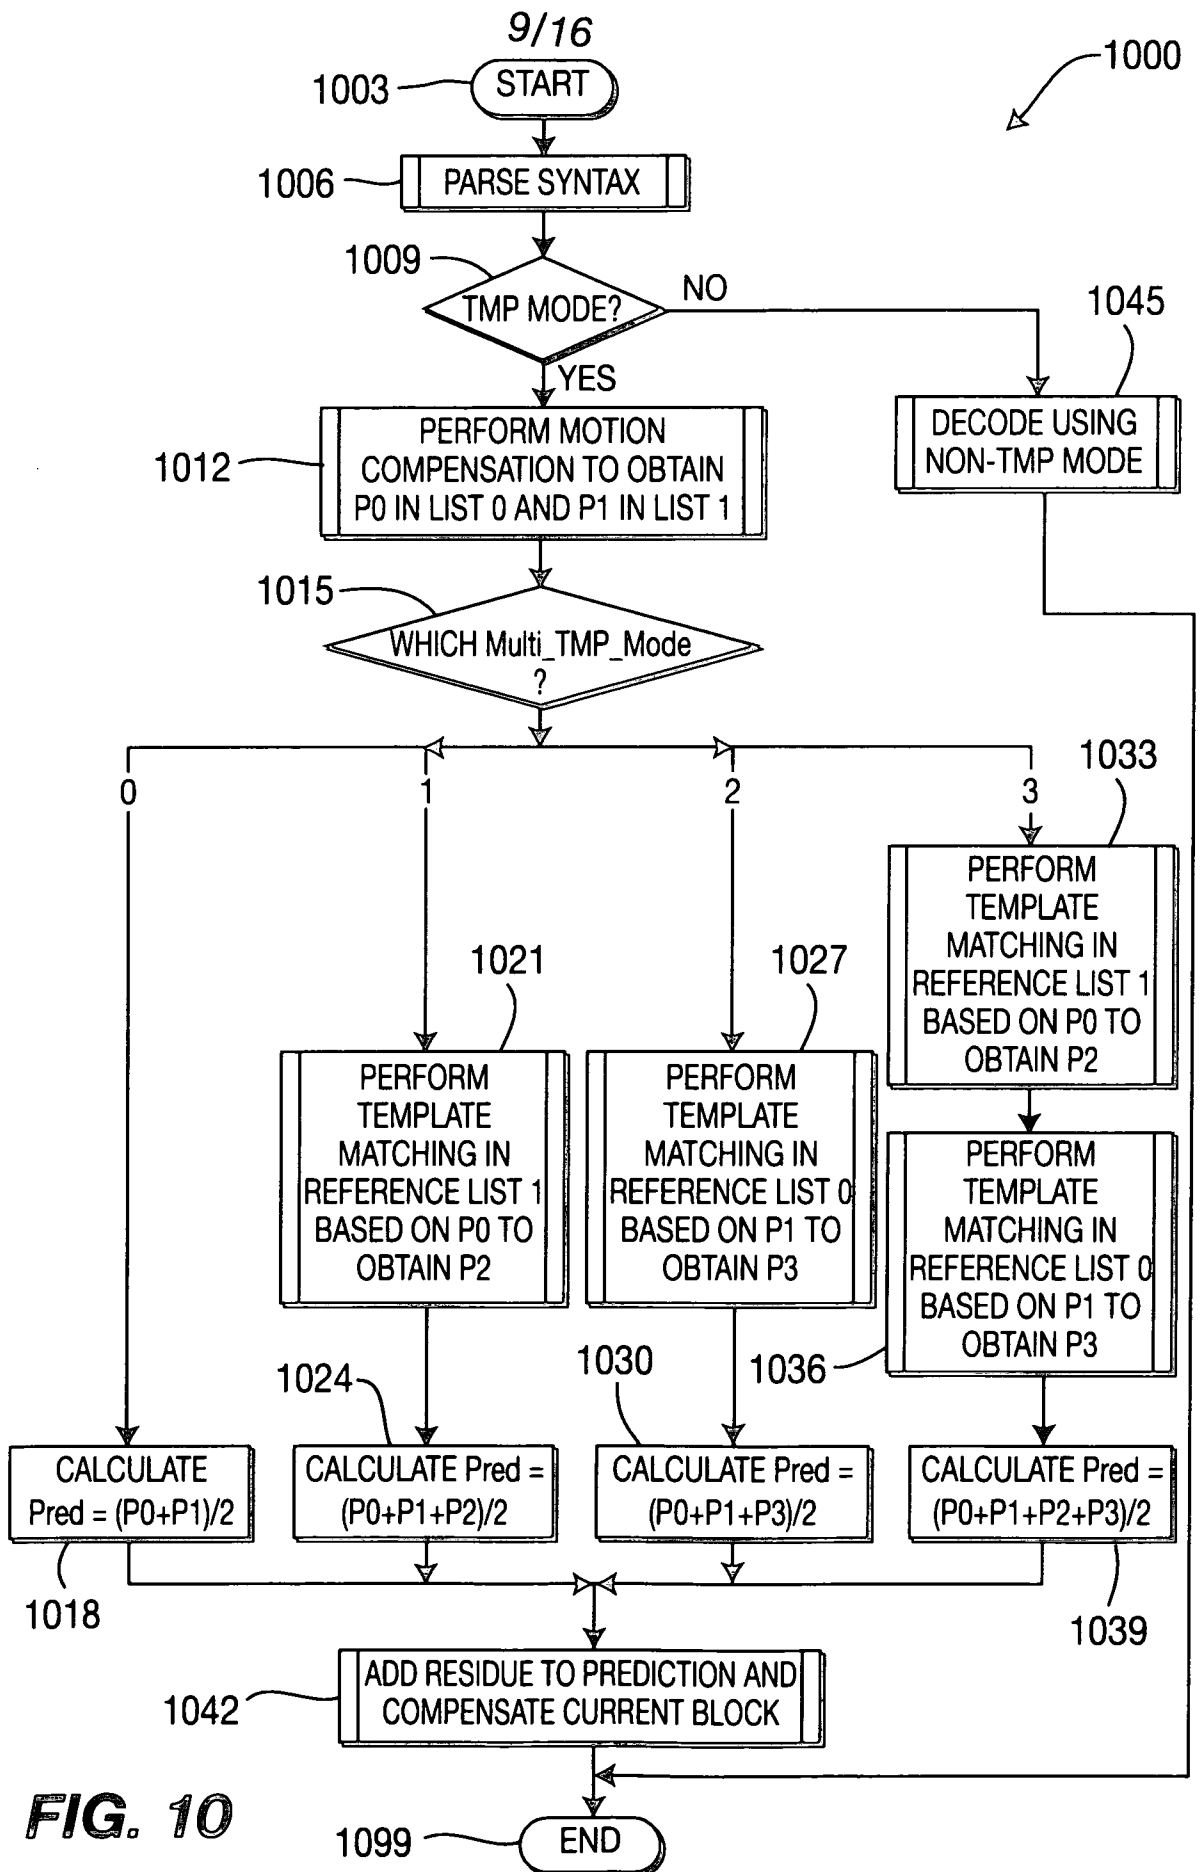 9/16
1000
1003
START
1006
PARSE SYNTAX
1009
TMP MODE?
NO
YES
1045
DECODE USING
NON-TMP MODE
1012
PERFORM MOTION
COMPENSATION TO OBTAIN
P0 IN LIST 0 AND P1 IN LIST 1
1015
WHICH Multi_TMP_Mode
?
0
1
2
3
1033
PERFORM
TEMPLATE
MATCHING IN
REFERENCE LIST 1
BASED ON P0 TO
OBTAIN P2
1021
PERFORM
TEMPLATE
MATCHING IN
REFERENCE LIST 1
BASED ON P0 TO
OBTAIN P2
1027
PERFORM
TEMPLATE
MATCHING IN
REFERENCE LIST 0
BASED ON P1 TO
OBTAIN P3
1036
PERFORM
TEMPLATE
MATCHING IN
REFERENCE LIST 0
BASED ON P1 TO
OBTAIN P3
1018
CALCULATE
Pred = (P0+P1)/2
1024
CALCULATE Pred =
(P0+P1+P2)/2
1030
CALCULATE Pred =
(P0+P1+P3)/2
CALCULATE Pred =
(P0+P1+P2+P3)/2
1039
1042
ADD RESIDUE TO PREDICTION AND
COMPENSATE CURRENT BLOCK
1099
END
FIG. 10